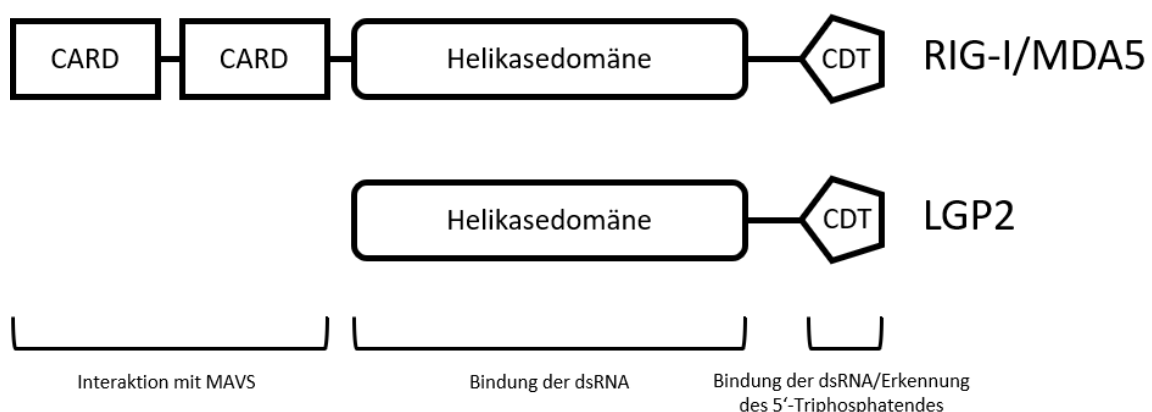 CARD CARD Helikasedomäne CDT RIG-I/MDA5
Helikasedomäne CDT LGP2
Interaktion mit MAVS Bindung der dsRNA Bindung der dsRNA/Erkennung
des 5‘-Triphosphatendes